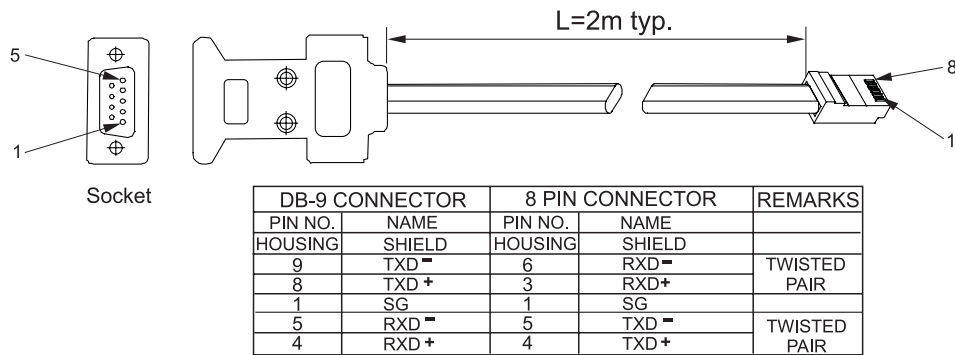 L=2m typ.
5
8
1
1
Socket
DB-9 CONNECTOR 8 PIN CONNECTOR REMARKS
PIN NO. NAME PIN NO. NAME
HOUSING SHIELD HOUSING SHIELD
9 TXD- 6 RXD- TWISTED
8 TXD+ 3 RXD+ PAIR
1 SG 1 SG
5 RXD- 5 TXD- TWISTED
4 RXD+ 4 TXD+ PAIR